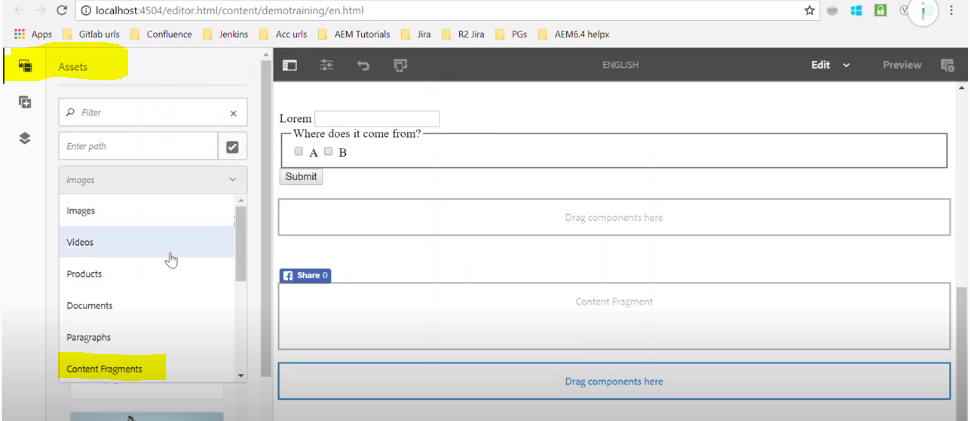 localhost:4504/editor.html/content/demotraining/en.html
Apps Gitlab urls Confluence Jenkins Acc urls AEM Tutorials Jira R2 Jira PGs AEM6.4 helpx
Assets
ENGLISH
Edit
Preview
Filter
Enter path
Images
Images
Videos
Products
Documents
Paragraphs
Content Fragments
Lorem
Where does it come from?
A B
Submit
Drag components here
Share 0
Content Fragment
Drag components here